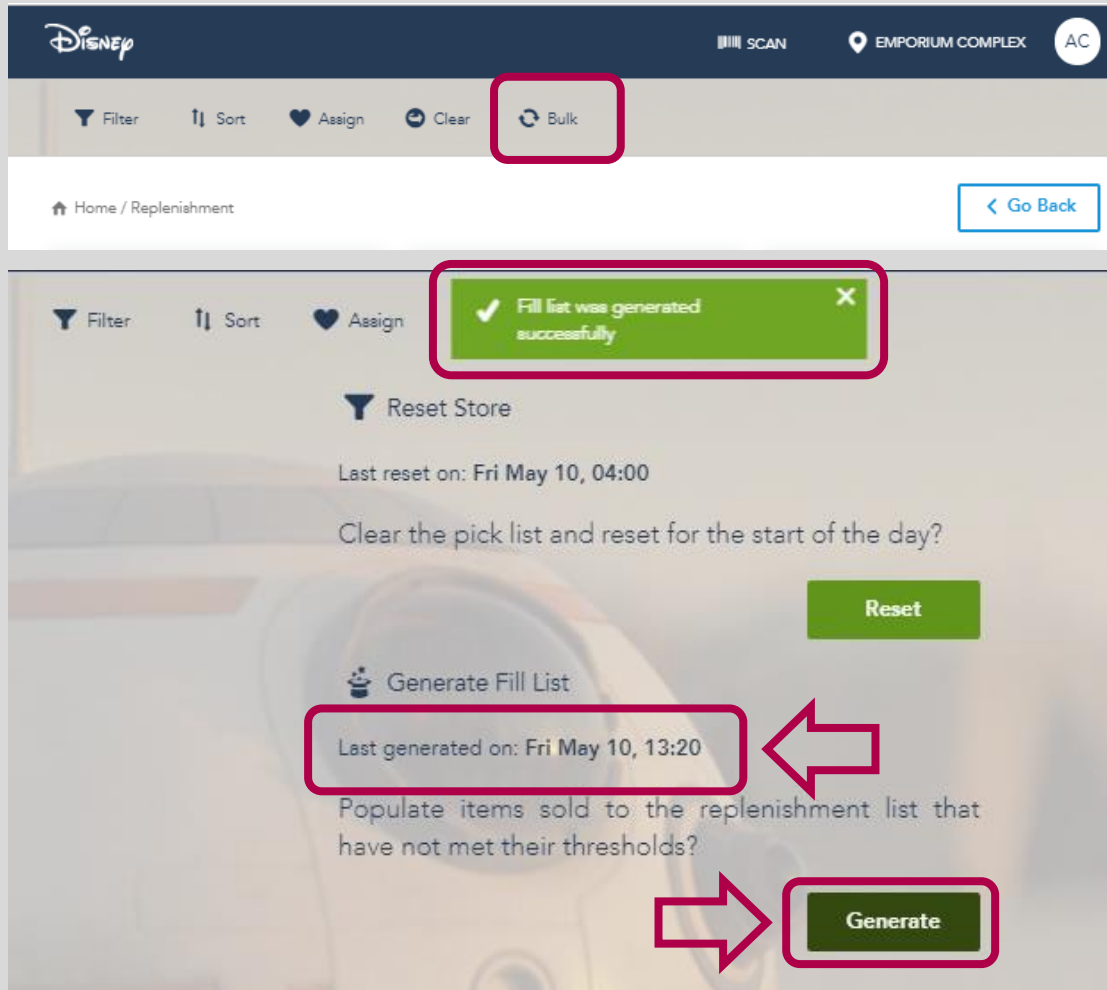 Disney
SCAN
EMPORIUM COMPLEX
AC
Filter
Sort
Assign
Clear
Bulk
Home / Replenishment
Go Back
Filter
Sort
Assign
Fill list was generated
successfully
Reset Store
Last reset on: Fri May 10, 04:00
Clear the pick list and reset for the start of the day?
Reset
Generate Fill List
Last generated on: Fri May 10, 13:20
Populate items sold to the replenishment list that
have not met their thresholds?
Generate